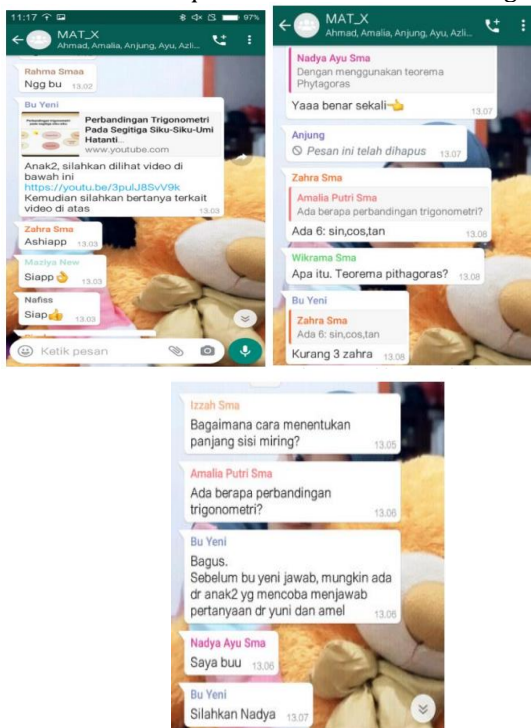 11:17
97%
MAT_X
Ahmad, Amalia, Anjung, Ayu, Azli...
Rahma Smaa
Ngg bu 13.02
Bu Yeni
Perbandingan Trigonometri
Pada Segitiga Siku-Siku-Umi
Hatanti...
www.youtube.com
Anak2, silahkan dilihat video di
bawah ini
https://youtu.be/3pulJ8SvV9k
Kemudian silahkan bertanya terkait
video di atas 13.03
Zahra Sma
Ashiapp 13.03
Maziya New
Siapp 13.03
Nafiss
Siap 13.03
Ketik pesan
MAT_X
Ahmad, Amalia, Anjung, Ayu, Azli...
Nadya Ayu Sma
Dengan menggunakan teorema
Phytagoras
Yaaa benar sekali 13.07
Anjung
Pesan ini telah dihapus 13.07
Zahra Sma
Amalia Putri Sma
Ada berapa perbandingan trigonometri?
Ada 6: sin,cos,tan 13.08
Wikrama Sma
Apa itu. Teorema pithagoras? 13.08
Bu Yeni
Zahra Sma
Ada 6: sin,cos,tan
Kurang 3 zahra 13.08
Izzah Sma
Bagaimana cara menentukan
panjang sisi miring? 13.05
Amalia Putri Sma
Ada berapa perbandingan
trigonometri? 13.06
Bu Yeni
Bagus.
Sebelum bu yeni jawab, mungkin ada
dr anak2 yg mencoba menjawab
pertanyaan dr yuni dan amel 13.06
Nadya Ayu Sma
Saya buu 13.06
Bu Yeni
Silahkan Nadya 13.07